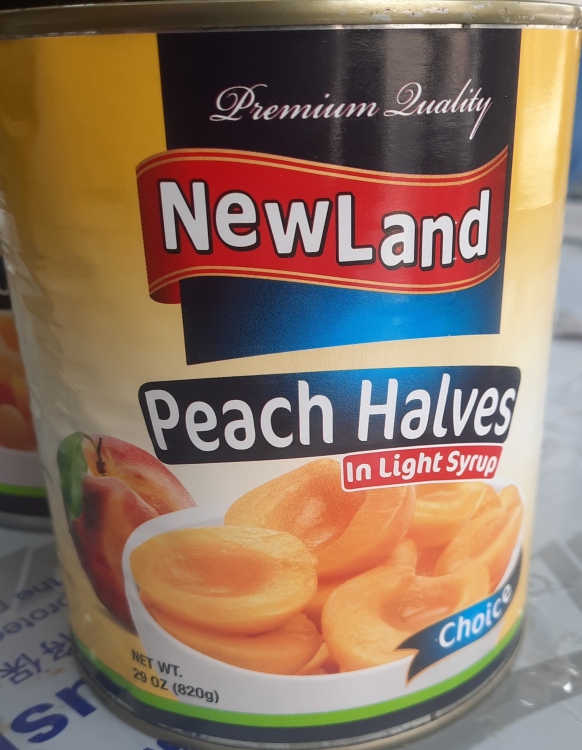 Premium Quality
NewLand
Peach Halves
In Light Syrup
Choice
NET WT.
29 OZ (820g)